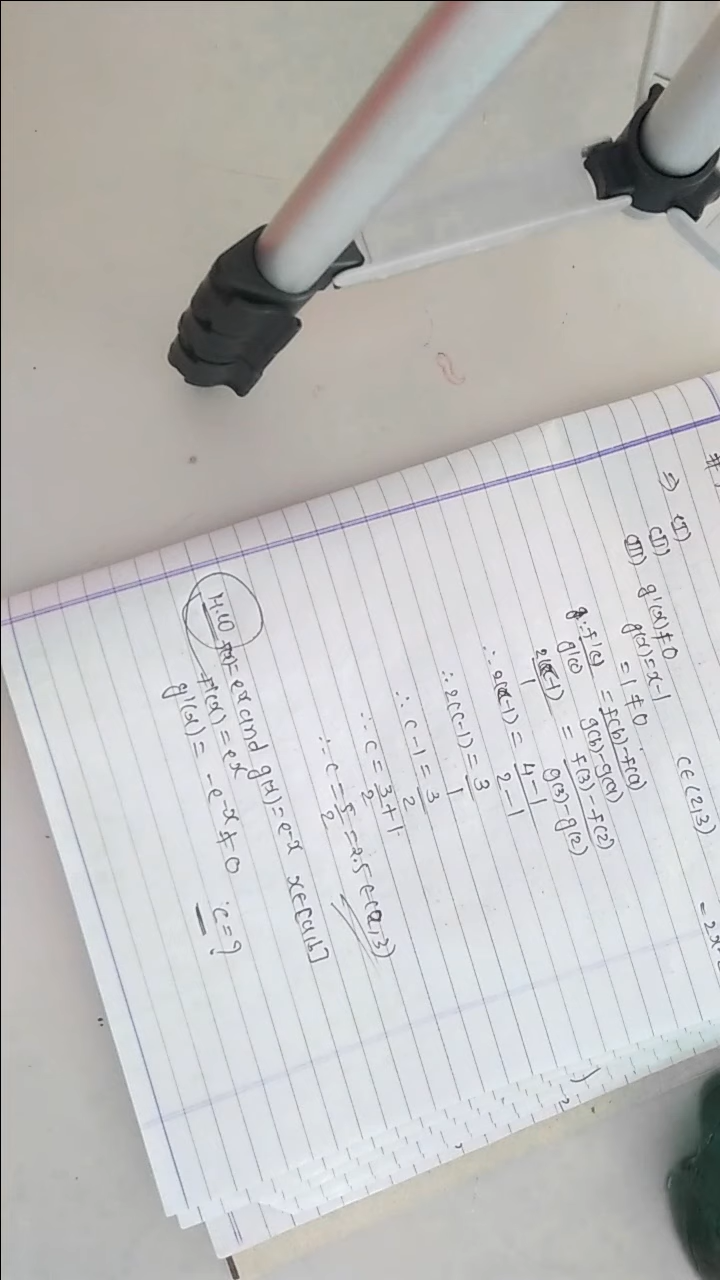 #
= 2x-
⇒ (I)
c∈(2,3)
(II)
(III) g'(x) ≠ 0
g(x) = x-1
= 1 ≠ 0
f'(c)/g'(c) = f(b)-f(a)/g(b)-g(a)
2(x-1)/1 = f(3)-f(2)/g(3)-g(2)
∴ 2(x-1) = 4-1/2-1
∴ 2(c-1) = 3/1
∴ c-1 = 3/2
∴ c = 3/2 + 1
∴ c = 5/2 = 2.5 ∈ (2,3)
H.W f(x) = e^x and g(x) = e^-x x∈[a,b]
f'(x) = e^x
g'(x) = -e^-x ≠ 0 c = ?